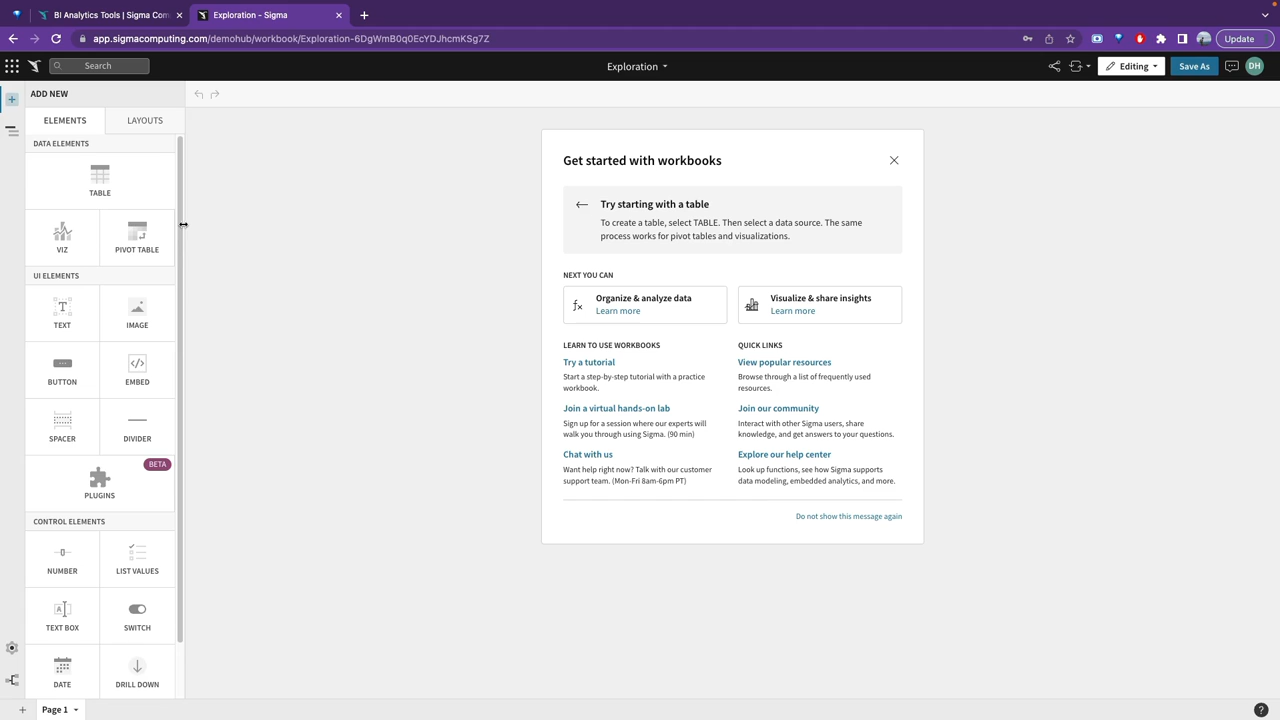 BI Analytics Tools | Sigma Com
Exploration - Sigma
app.sigmacomputing.com/demohub/workbook/Exploration-6DgWmB0q0EcYDJhcmKSg7Z
Update
Search
Exploration
Editing
Save As
DH
ADD NEW
ELEMENTS
LAYOUTS
DATA ELEMENTS
TABLE
VIZ
PIVOT TABLE
UI ELEMENTS
TEXT
IMAGE
BUTTON
EMBED
SPACER
DIVIDER
BETA
PLUGINS
CONTROL ELEMENTS
NUMBER
LIST VALUES
TEXT BOX
SWITCH
DATE
DRILL DOWN
Get started with workbooks
Try starting with a table
To create a table, select TABLE. Then select a data source. The same
process works for pivot tables and visualizations.
NEXT YOU CAN
Organize & analyze data
Learn more
Visualize & share insights
Learn more
LEARN TO USE WORKBOOKS
Try a tutorial
Start a step-by-step tutorial with a practice
workbook.
Join a virtual hands-on lab
Sign up for a session where our experts will
walk you through using Sigma. (90 min)
Chat with us
Want help right now? Talk with our customer
support team. (Mon-Fri 8am-6pm PT)
QUICK LINKS
View popular resources
Browse through a list of frequently used
resources.
Join our community
Interact with other Sigma users, share
knowledge, and get answers to your questions.
Explore our help center
Look up functions, see how Sigma supports
data modeling, embedded analytics, and more.
Do not show this message again
Page 1